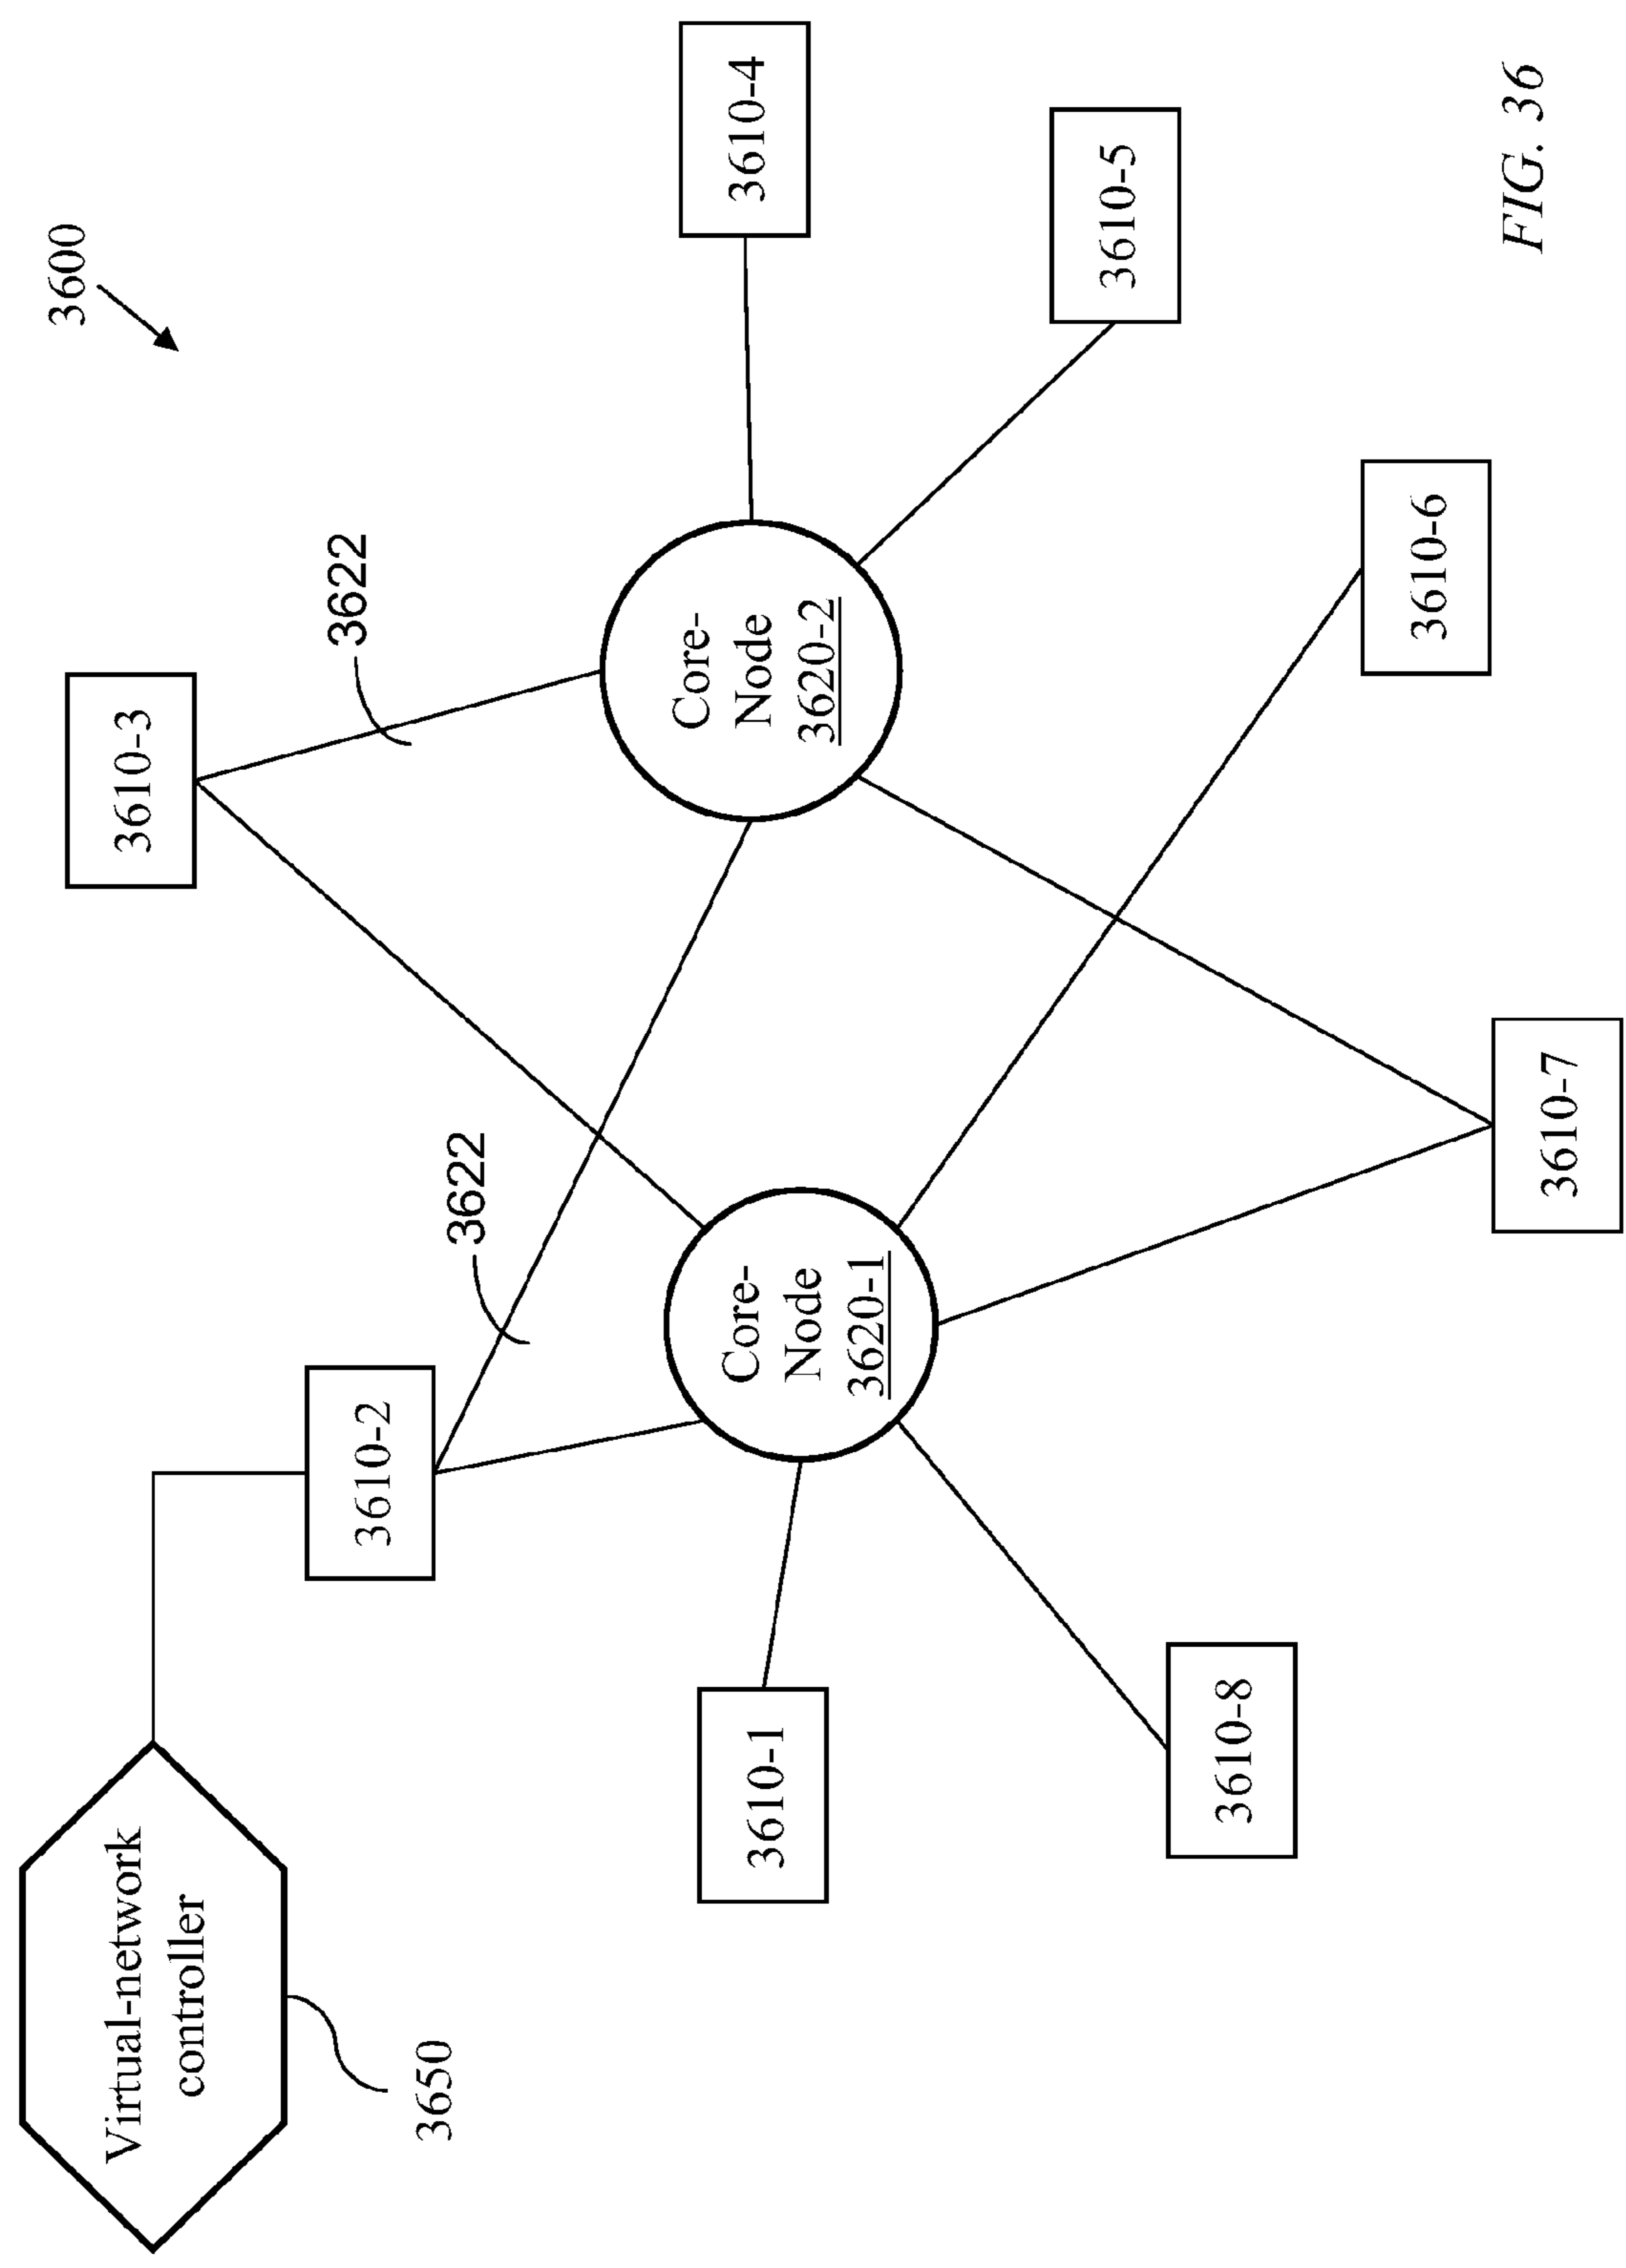 3600
Virtual-network
controller
3650
3610-3
3622
3610-2
3622
3610-4
Core-
Node
3620-2
Core-
Node
3620-1
3610-1
3610-5
3610-8
3610-6
3610-7
FIG. 36